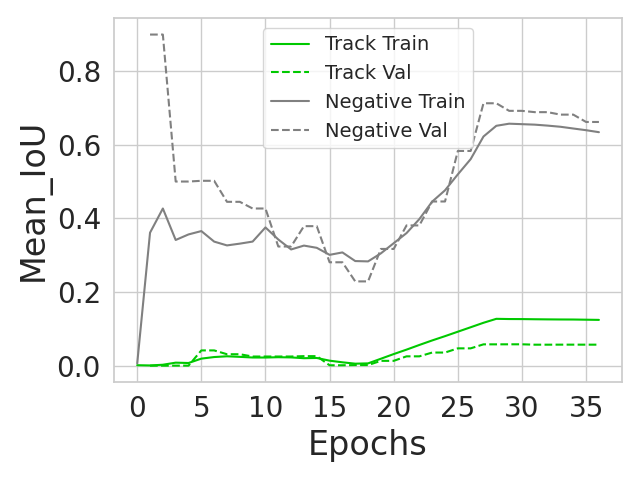 Track Train
Track Val
Negative Train
Negative Val
Mean_IoU
0.8
0.6
0.4
0.2
0.0
0 5 10 15 20 25 30 35
Epochs